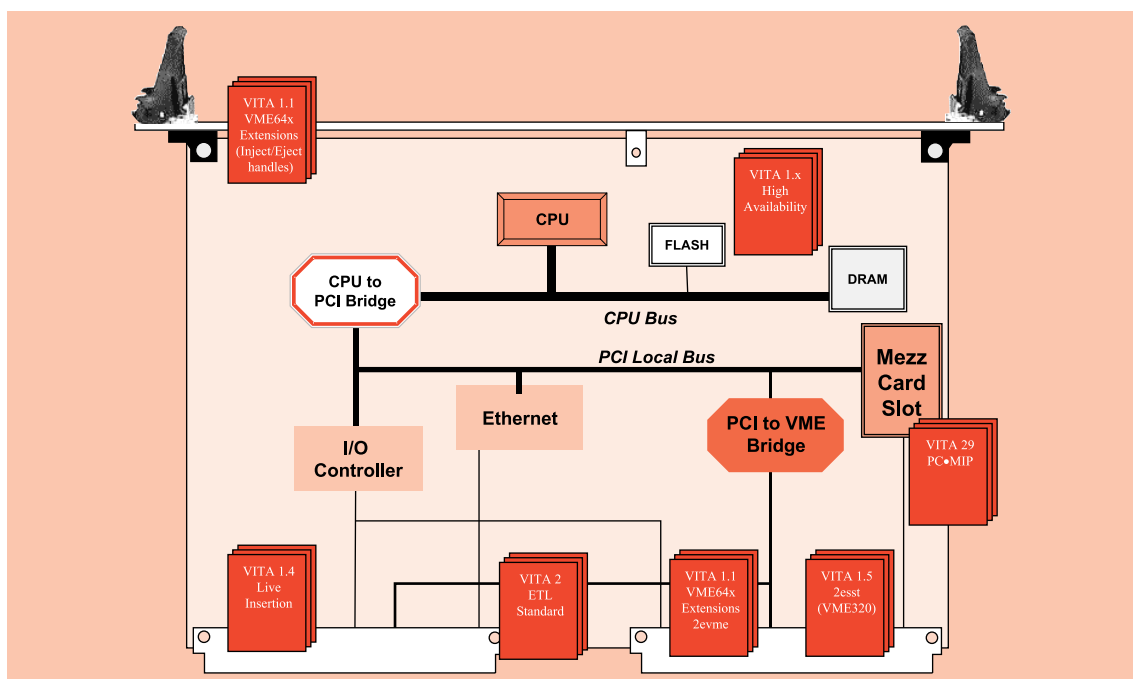 VITA 1.1
VME64x
Extensions
(Inject/Eject
handles)
VITA 1.x
High
Availability
CPU
FLASH
DRAM
CPU to
PCI Bridge
CPU Bus
PCI Local Bus
Mezz
Card
Slot
Ethernet
PCI to VME
Bridge
I/O
Controller
VITA 29
PC•MIP
VITA 1.4
Live
Insertion
VITA 2
ETL
Standard
VITA 1.1
VME64x
Extensions
2evme
VITA 1.5
2esst
(VME320)